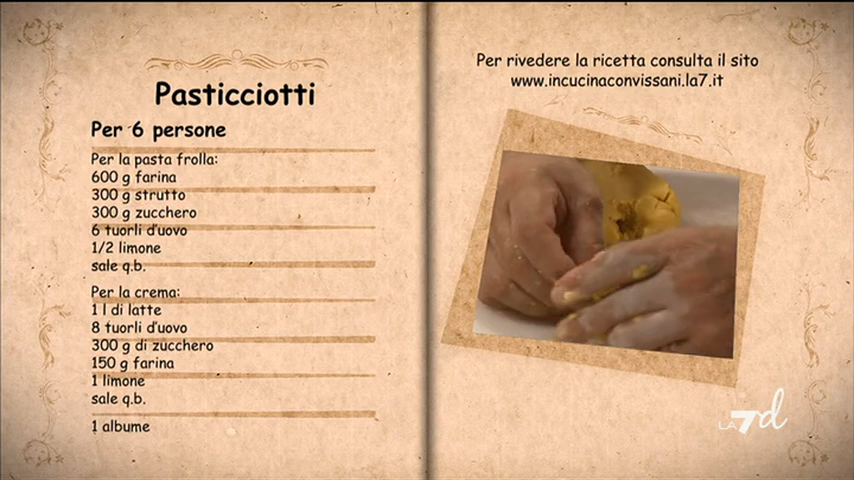 Pasticciotti
Per 6 persone
Per la pasta frolla:
600 g farina
300 g strutto
300 g zucchero
6 tuorli d'uovo
1/2 limone
sale q.b.
Per la crema:
1 l di latte
8 tuorli d'uovo
300 g di zucchero
150 g farina
1 limone
sale q.b.
1 albume
Per rivedere la ricetta consulta il sito
www.incucinaconvissani.la7.it
LA7d